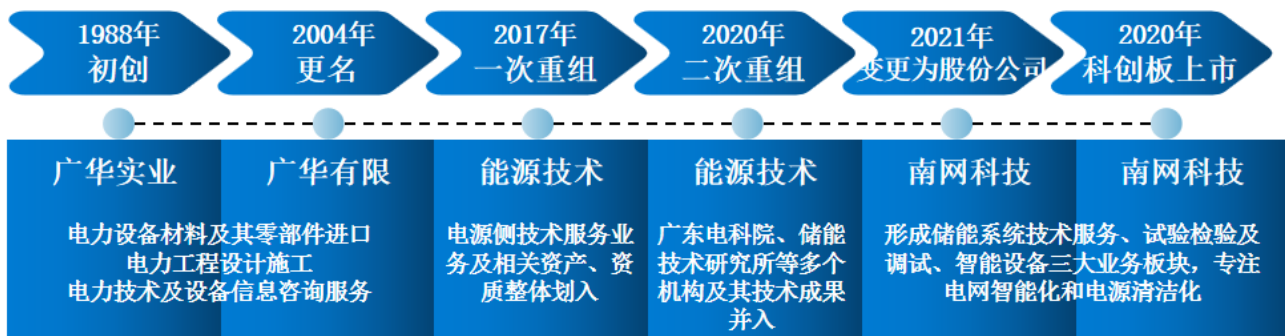 1988年
初创
2004年
更名
2017年
一次重组
2020年
二次重组
2021年
变更为股份公司
2020年
科创板上市
广华实业
广华有限
能源技术
能源技术
南网科技
南网科技
电力设备材料及其零部件进口
电力工程设计施工
电力技术及设备信息咨询服务
电源侧技术服务业
务及相关资产、资
质整体划入
广东电科院、储能
技术研究所等多个
机构及其技术成果
并入
形成储能系统技术服务、试验检验及
调试、智能设备三大业务板块，专注
电网智能化和电源清洁化